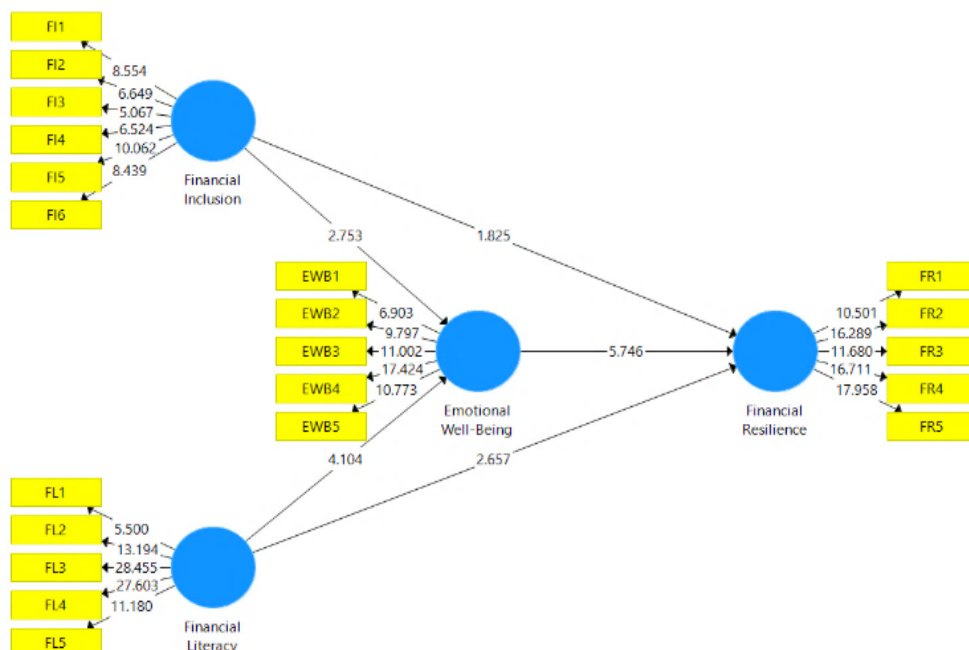 FI1
FI2
FI3
FI4
FI5
FI6
8.554
6.649
5.067
6.524
10.062
8.439
Financial
Inclusion
2.753
1.825
EWB1
EWB2
EWB3
EWB4
EWB5
6.903
9.797
11.002
17.424
10.773
Emotional
Well-Being
5.746
Financial
Resilience
10.501
16.289
11.680
16.711
17.958
FR1
FR2
FR3
FR4
FR5
4.104
2.657
FL1
FL2
FL3
FL4
FL5
5.500
13.194
28.455
27.603
11.180
Financial
Literacy